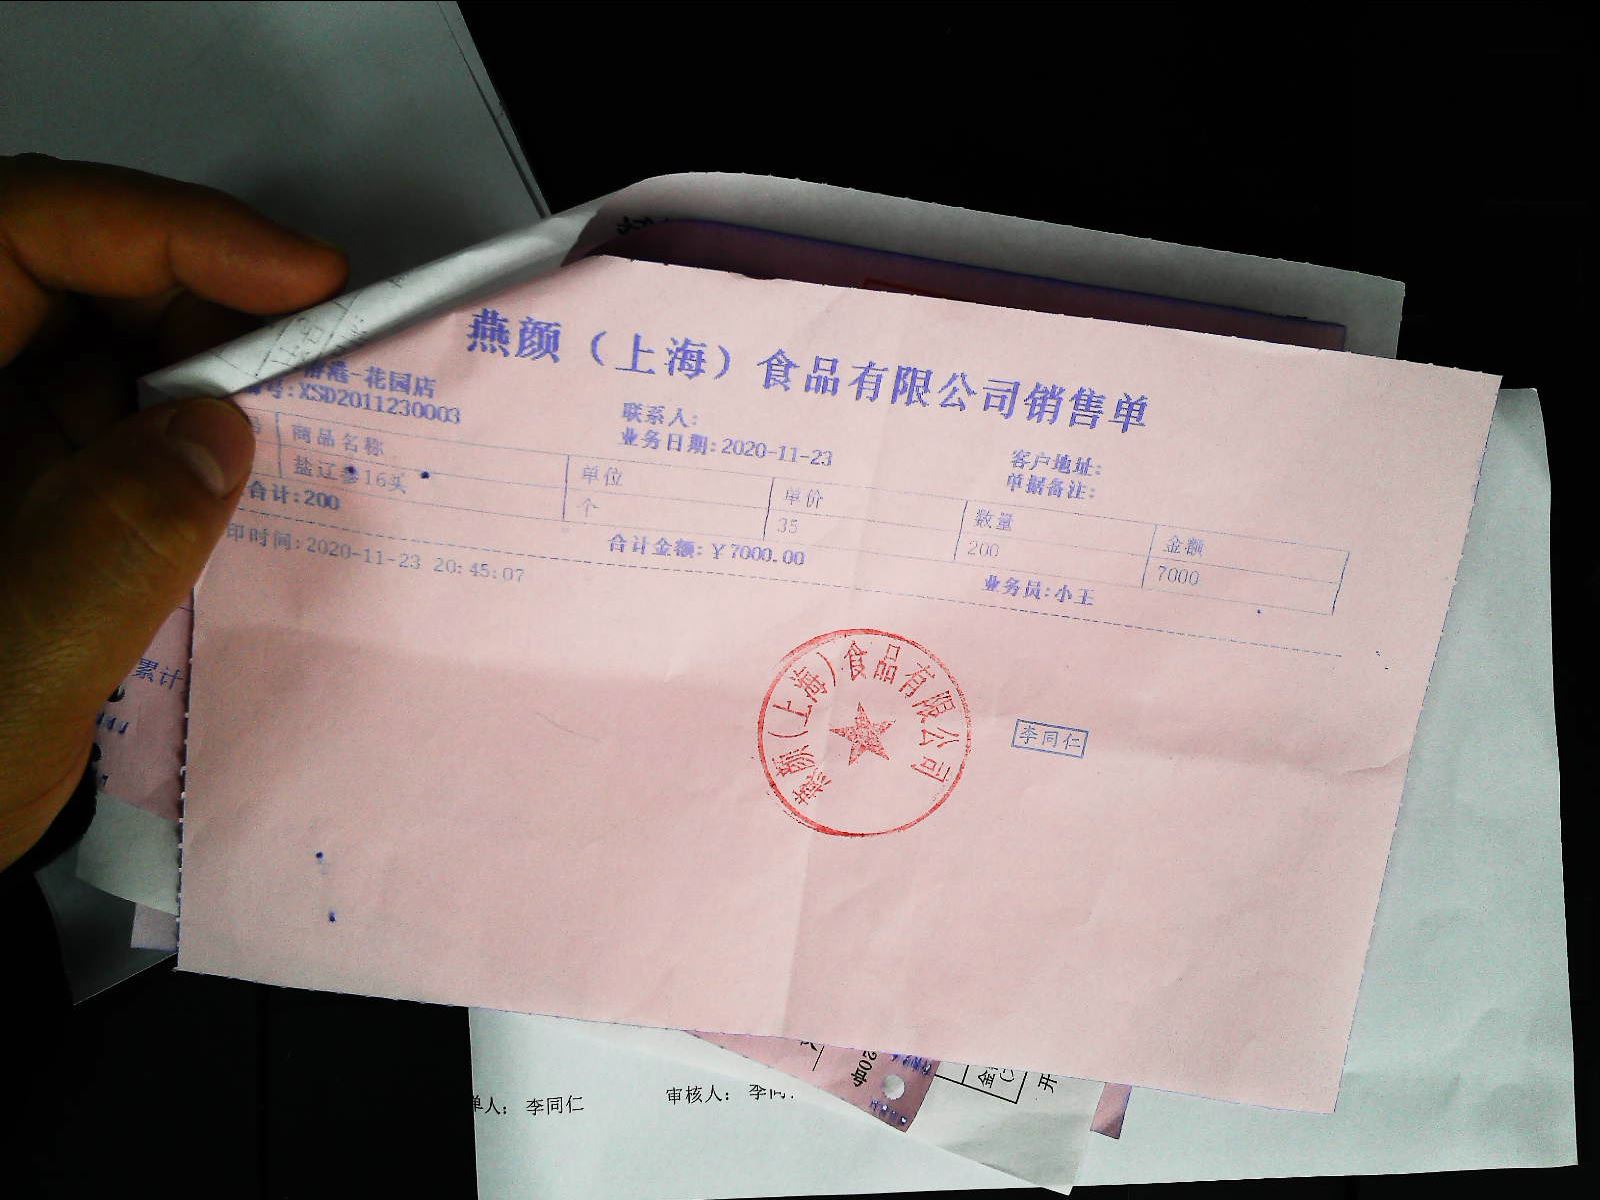 燕颜（上海）食品有限公司销售单
港-花园店
号:XSD2011230003
联系人:
业务日期:2020-11-23
客户地址:
单据备注:
商品名称 单位 单价 数量 金额
盐辽参16头 个 35 200 7000
合计:200
合计金额:￥7000.00
业务员:小王
印时间:2020-11-23 20:45:07
燕颜(上海)食品有限公司
李同仁
累计
单人: 李同仁
审核人: 李同